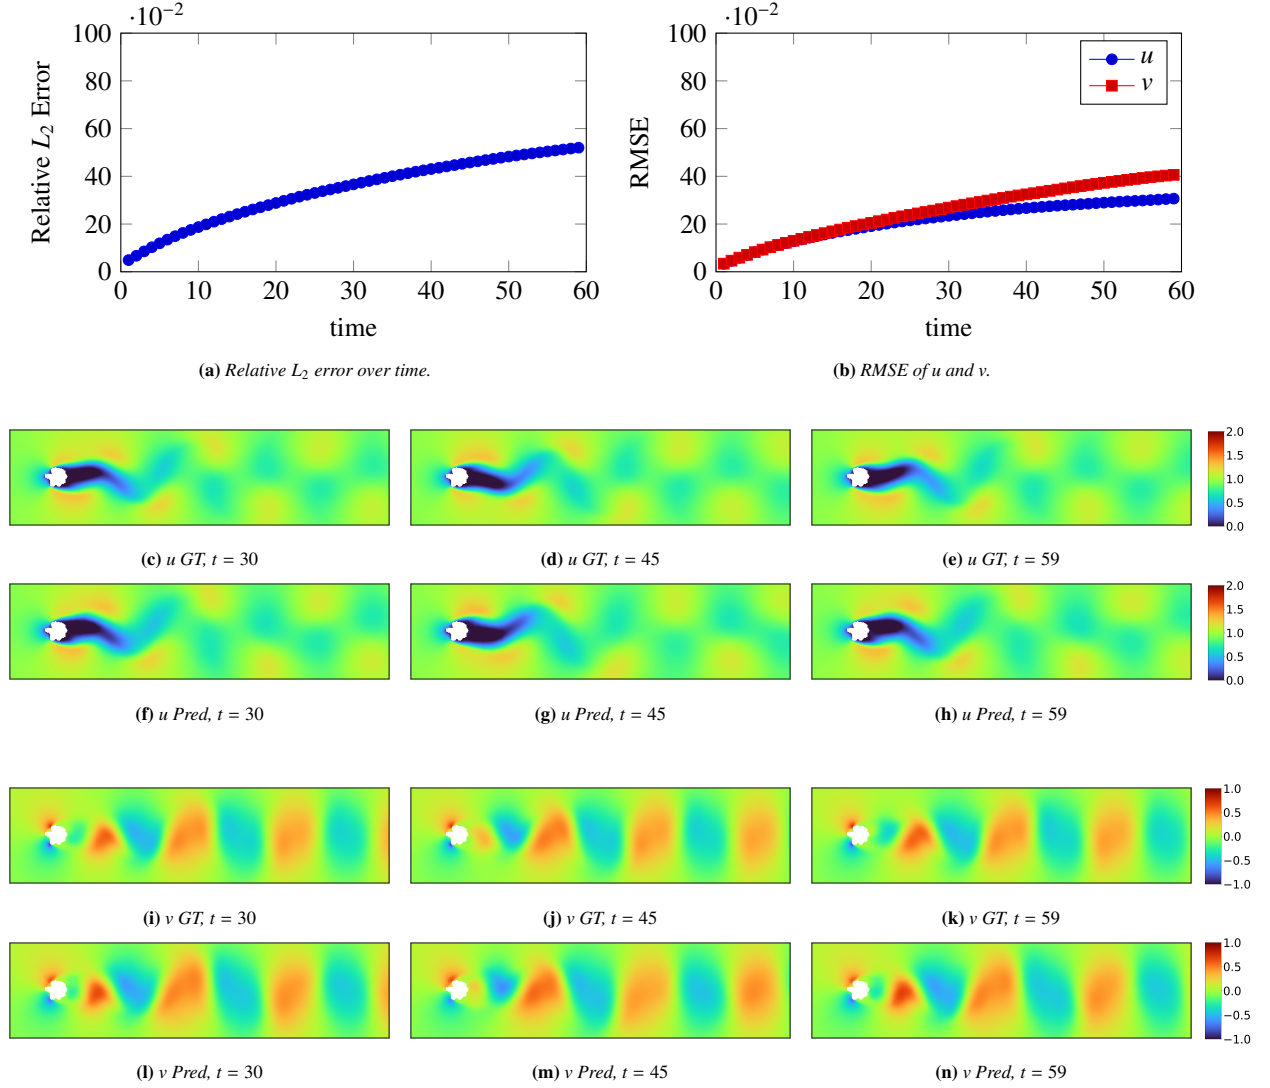 ·10⁻²
100
80
60
40
20
0
0 10 20 30 40 50 60
Relative L₂ Error
time
(a) Relative L₂ error over time.
·10⁻²
100
80
60
40
20
0
0 10 20 30 40 50 60
RMSE
time
u
v
(b) RMSE of u and v.
2.0
1.5
1.0
0.5
0.0
(c) u GT, t = 30
(d) u GT, t = 45
(e) u GT, t = 59
2.0
1.5
1.0
0.5
0.0
(f) u Pred, t = 30
(g) u Pred, t = 45
(h) u Pred, t = 59
1.0
0.5
0.0
−0.5
−1.0
(i) v GT, t = 30
(j) v GT, t = 45
(k) v GT, t = 59
1.0
0.5
0.0
−0.5
−1.0
(l) v Pred, t = 30
(m) v Pred, t = 45
(n) v Pred, t = 59